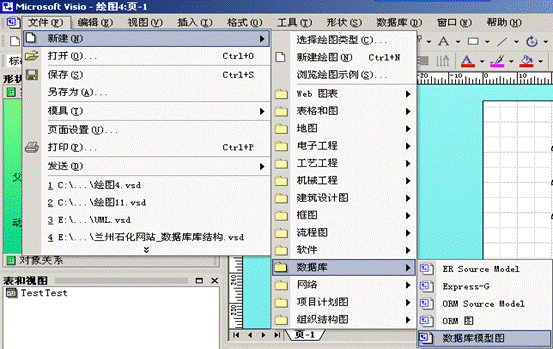 Microsoft Visio - 绘图4:页-1
文件(F) 编辑(E) 视图(V) 插入(I) 格式(O) 工具(T) 形状(S) 数据库(D) 窗口(W) 帮助(H)
新建(N)
打开(O)... Ctrl+O
保存(S) Ctrl+S
另存为(A)...
模具(T)
页面设置(U)...
打印(P)... Ctrl+P
发送(D)
1 C:\...\绘图4.vsd
2 C:\...\绘图11.vsd
3 E:\...\UML.vsd
4 E:\...\兰州石化网站_数据库库结构.vsd
选择绘图类型(C)...
新建绘图(N) Ctrl+N
浏览绘图示例(S)...
Web 图表
表格和图
地图
电子工程
工艺工程
机械工程
建筑设计图
框图
流程图
软件
数据库
网络
项目计划图
组织结构图
ER Source Model
Express-G
ORM Source Model
ORM 图
数据库模型图
标
形状
父
动
对象关系
表和视图
TestTest
页-1
-20
-10
0
10
A
A